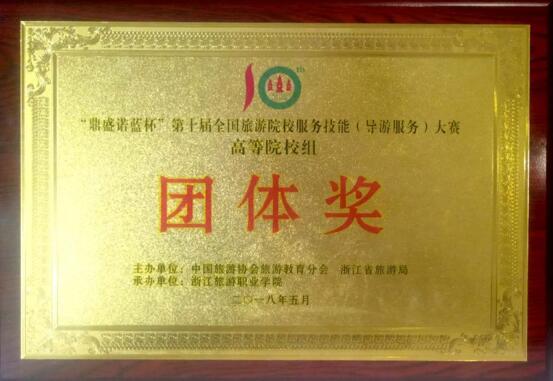 10th
“鼎盛诺蓝杯”第十届全国旅游院校服务技能（导游服务）大赛
高等院校组
团体奖
主办单位：中国旅游协会旅游教育分会 浙江省旅游局
承办单位：浙江旅游职业学院
二〇一八年五月